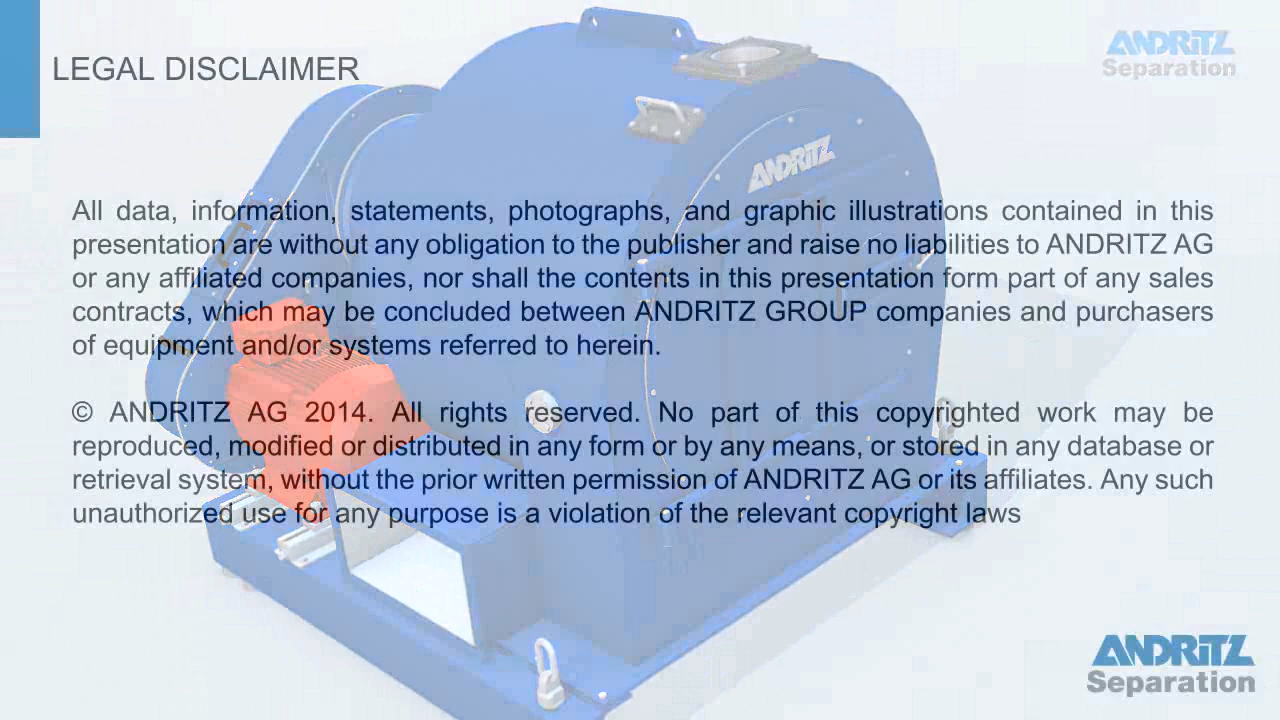 LEGAL DISCLAIMER
ANDRITZ
Separation
ANDRITZ
All data, information, statements, photographs, and graphic illustrations contained in this
presentation are without any obligation to the publisher and raise no liabilities to ANDRITZ AG
or any affiliated companies, nor shall the contents in this presentation form part of any sales
contracts, which may be concluded between ANDRITZ GROUP companies and purchasers
of equipment and/or systems referred to herein.
© ANDRITZ AG 2014. All rights reserved. No part of this copyrighted work may be
reproduced, modified or distributed in any form or by any means, or stored in any database or
retrieval system, without the prior written permission of ANDRITZ AG or its affiliates. Any such
unauthorized use for any purpose is a violation of the relevant copyright laws
ANDRITZ
Separation